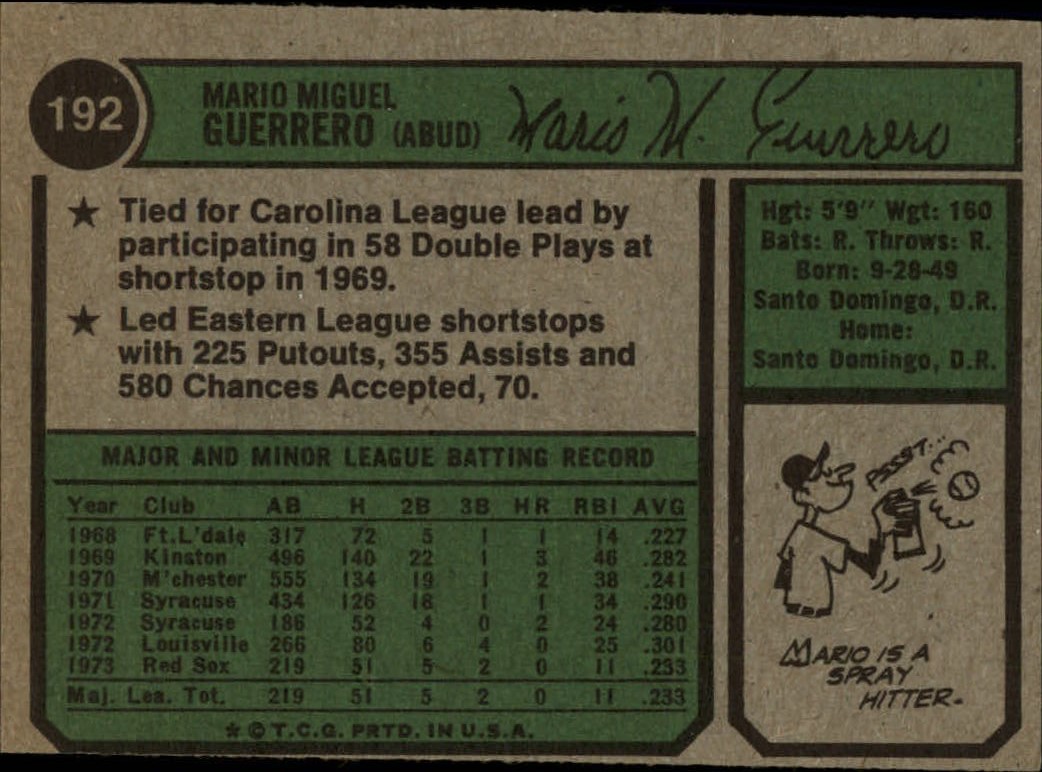 192
MARIO MIGUEL
GUERRERO (ABUD)
Mario M. Guerrero
★ Tied for Carolina League lead by
participating in 58 Double Plays at
shortstop in 1969.
★ Led Eastern League shortstops
with 225 Putouts, 355 Assists and
580 Chances Accepted, 70.
Hgt: 5'9" Wgt: 160
Bats: R. Throws: R.
Born: 9-28-49
Santo Domingo, D.R.
Home:
Santo Domingo, D.R.
MAJOR AND MINOR LEAGUE BATTING RECORD
Year Club AB H 2B 3B HR RBI AVG
1968 Ft.L'dale 317 72 5 1 1 14 .227
1969 Kinston 496 140 22 1 3 46 .282
1970 M'chester 555 134 19 1 2 38 .241
1971 Syracuse 434 126 18 1 1 34 .290
1972 Syracuse 186 52 4 0 2 24 .280
1972 Louisville 266 80 6 4 0 25 .301
1973 Red Sox 219 51 5 2 0 11 .233
Maj. Lea. Tot. 219 51 5 2 0 11 .233
* © T.C.G. PRTD. IN U.S.A.
PSSST...
MARIO IS A
SPRAY
HITTER.